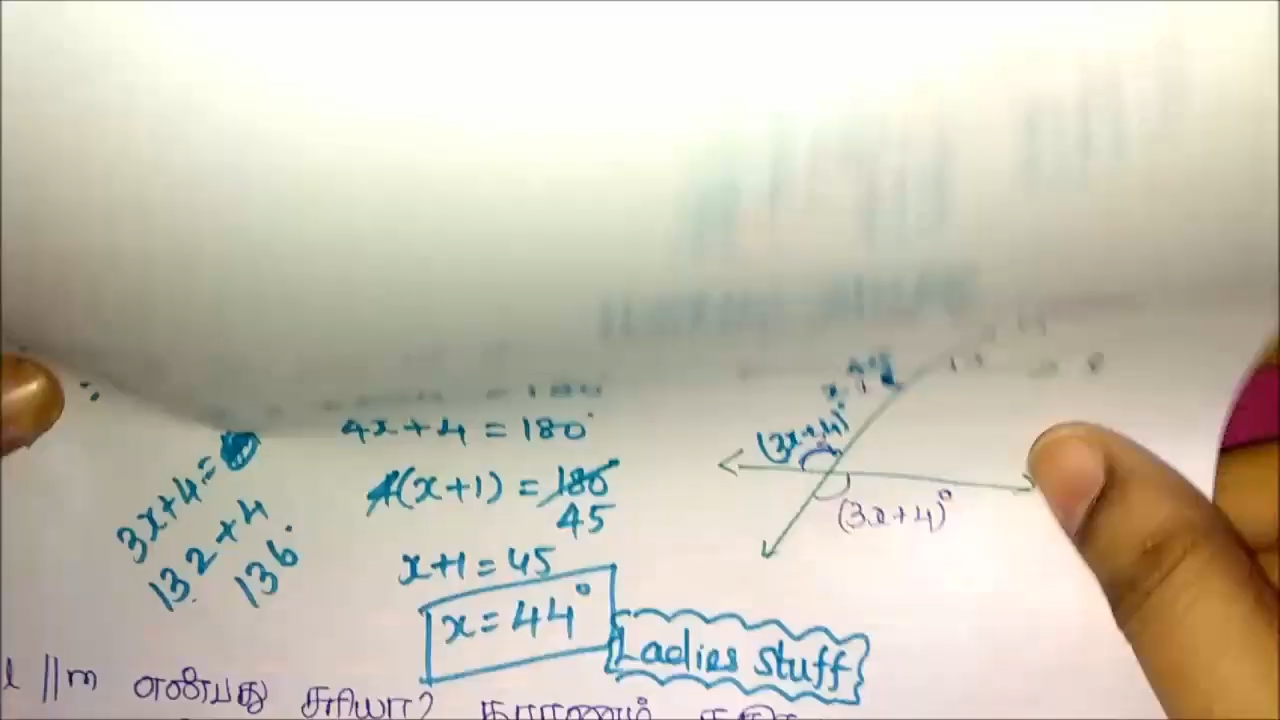 4x+4 = 180°
4(x+1) = 180
45
x+1 = 45
x = 44°
3x+4 =
132+4
136°
(3x+4)°
(3x+4)°
Ladies stuff
l || m என்பது சரியா?